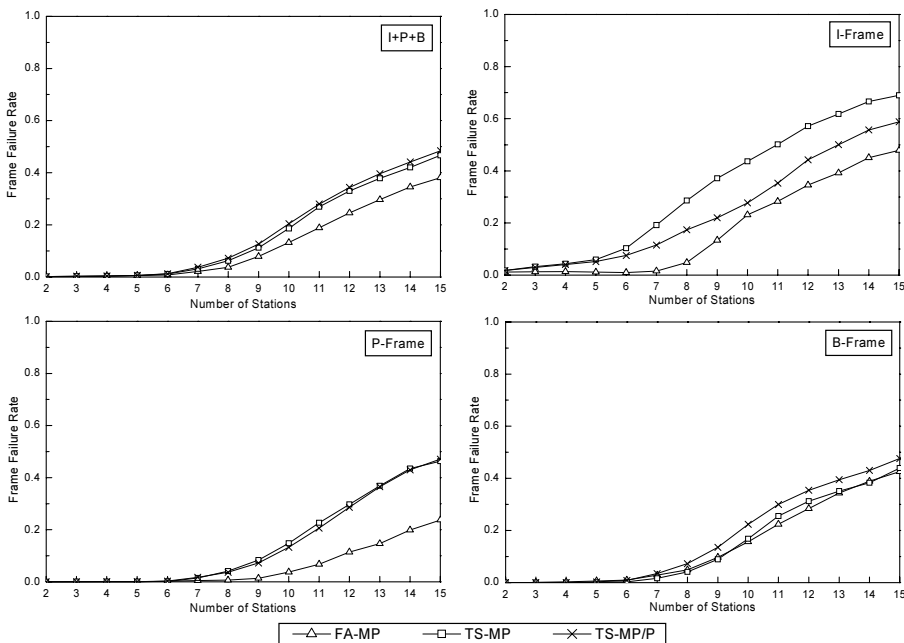 1.0
0.8
0.6
0.4
0.2
0.0
Frame Failure Rate
I+P+B
2 3 4 5 6 7 8 9 10 11 12 13 14 15
Number of Stations
1.0
0.8
0.6
0.4
0.2
0.0
Frame Failure Rate
I-Frame
2 3 4 5 6 7 8 9 10 11 12 13 14 15
Number of Stations
1.0
0.8
0.6
0.4
0.2
0.0
Frame Failure Rate
P-Frame
2 3 4 5 6 7 8 9 10 11 12 13 14 15
Number of Stations
1.0
0.8
0.6
0.4
0.2
0.0
Frame Failure Rate
B-Frame
2 3 4 5 6 7 8 9 10 11 12 13 14 15
Number of Stations
FA-MP TS-MP TS-MP/P